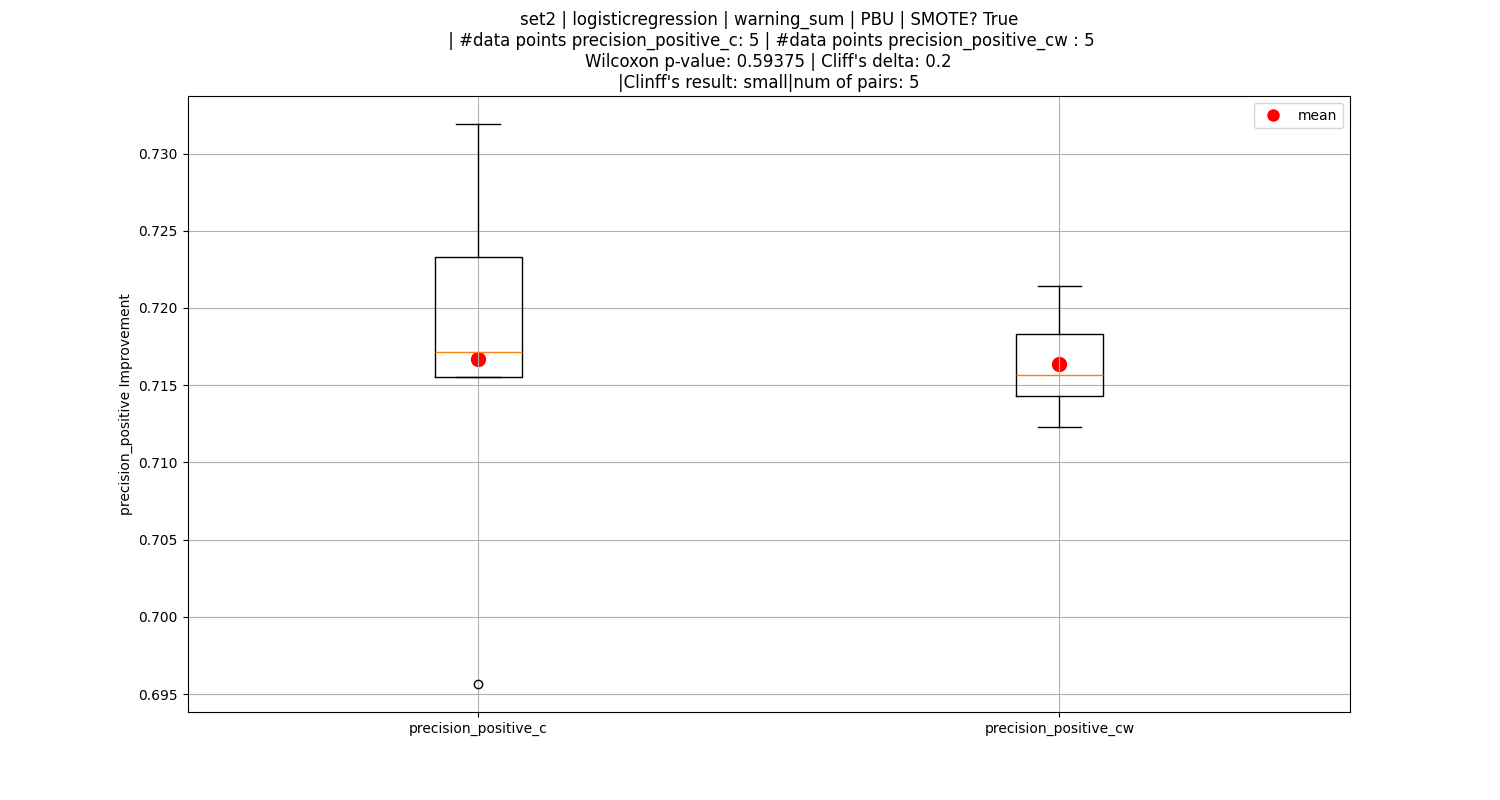 set2 | logisticregression | warning_sum | PBU | SMOTE? True
| #data points precision_positive_c: 5 | #data points precision_positive_cw : 5
Wilcoxon p-value: 0.59375 | Cliff's delta: 0.2
|Clinff's result: small|num of pairs: 5
mean
0.730
0.725
0.720
0.715
0.710
0.705
0.700
0.695
precision_positive Improvement
precision_positive_c
precision_positive_cw